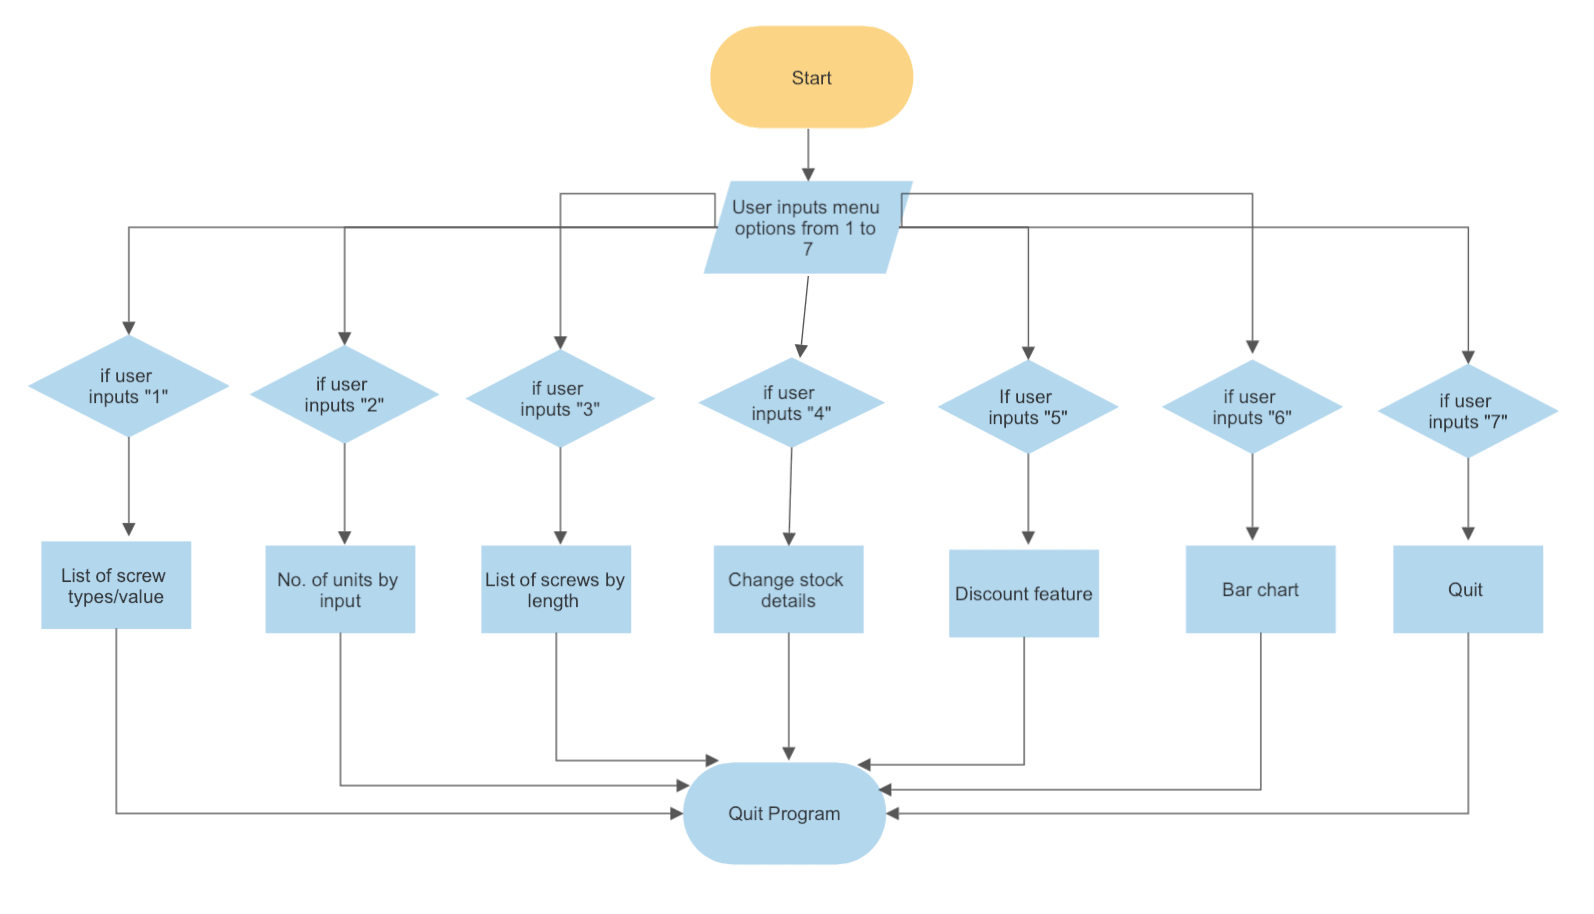 Start
User inputs menu
options from 1 to
7
if user
inputs "1"
if user
inputs "2"
if user
inputs "3"
if user
inputs "4"
If user
inputs "5"
if user
inputs "6"
if user
inputs "7"
List of screw
types/value
No. of units by
input
List of screws by
length
Change stock
details
Discount feature
Bar chart
Quit
Quit Program